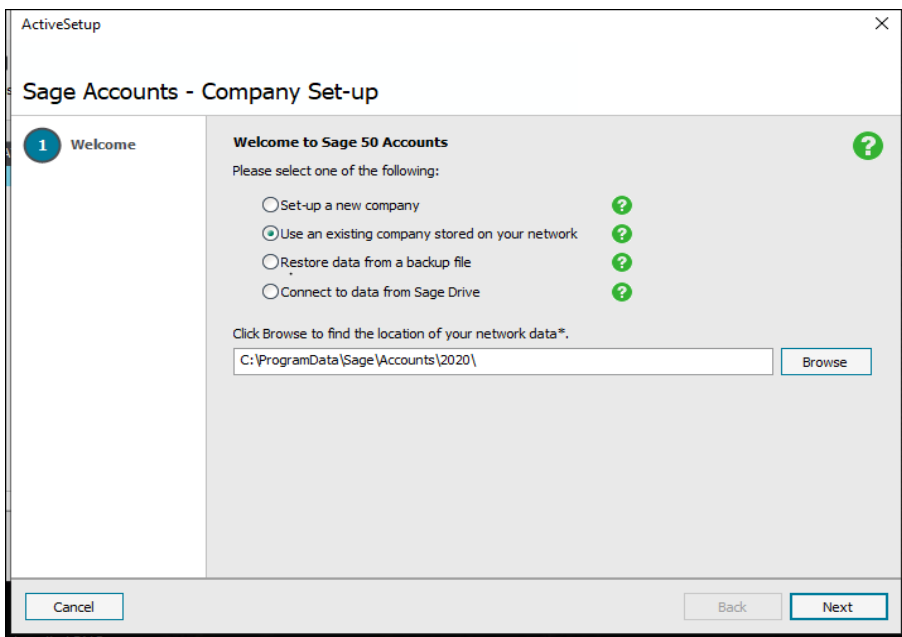 ActiveSetup
Sage Accounts - Company Set-up
1 Welcome
Welcome to Sage 50 Accounts
?
Please select one of the following:
Set-up a new company ?
Use an existing company stored on your network ?
Restore data from a backup file ?
Connect to data from Sage Drive ?
Click Browse to find the location of your network data*.
C:\ProgramData\Sage\Accounts\2020\ Browse
Cancel Back Next